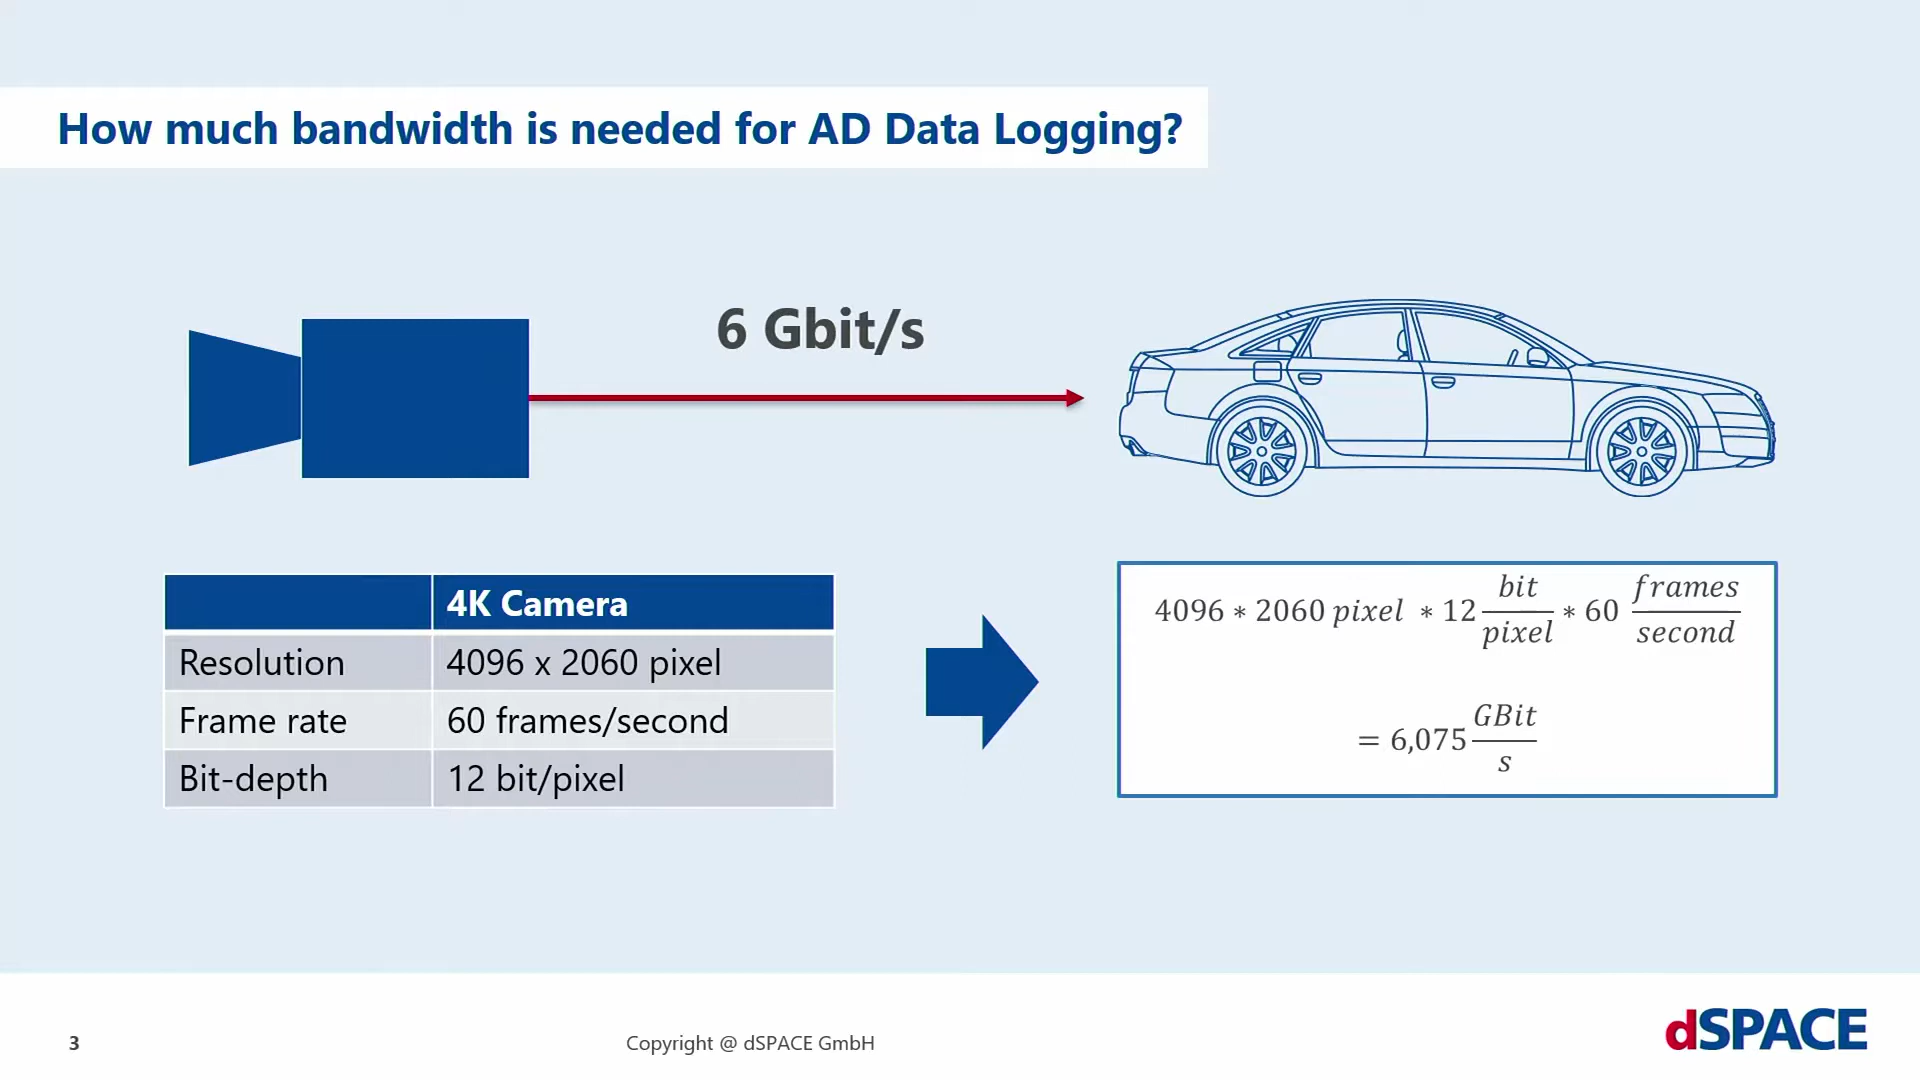 How much bandwidth is needed for AD Data Logging?
6 Gbit/s
4K Camera
Resolution 4096 x 2060 pixel
Frame rate 60 frames/second
Bit-depth 12 bit/pixel
4096 * 2060 pixel * 12 bit/pixel * 60 frames/second
= 6,075 GBit/s
3
Copyright @ dSPACE GmbH
dSPACE